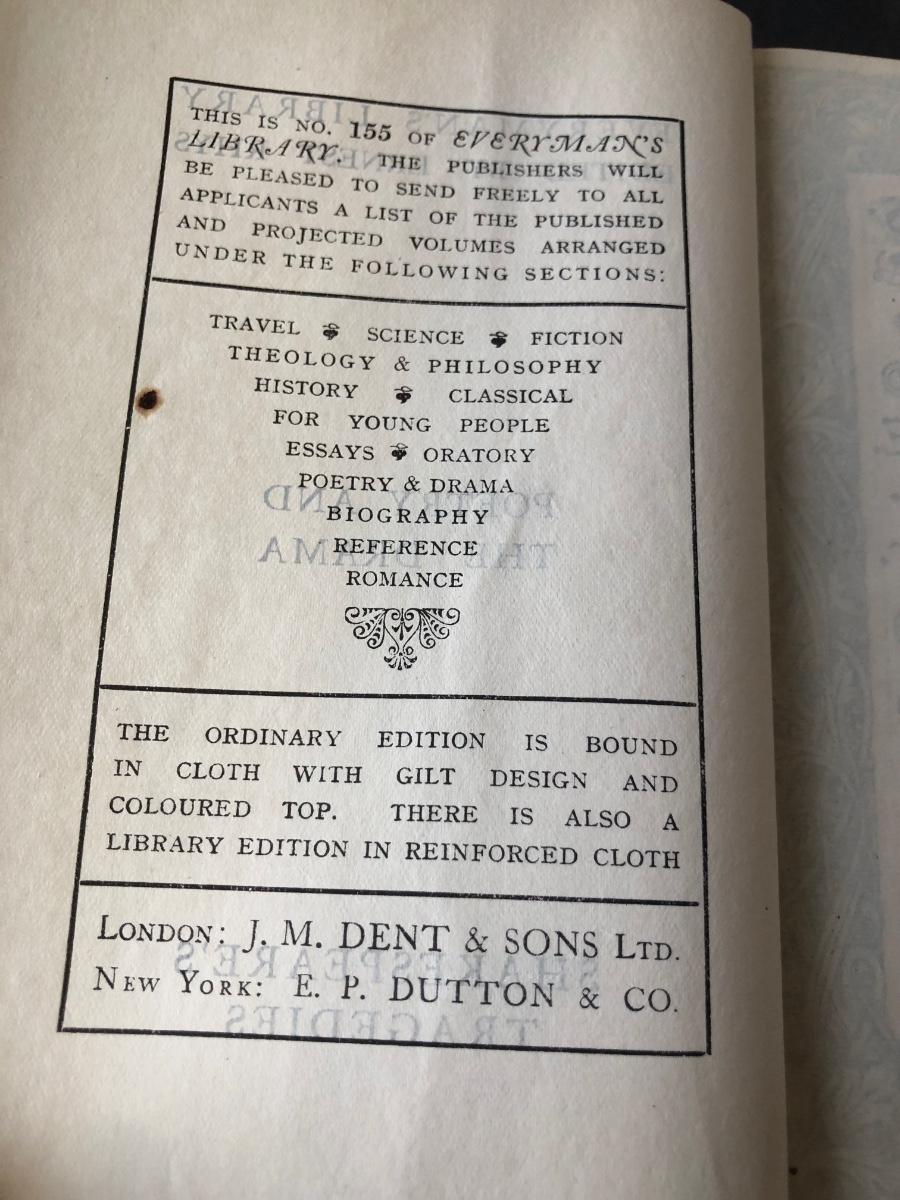 THIS IS NO. 155 OF EVERYMAN'S
LIBRARY. THE PUBLISHERS WILL
BE PLEASED TO SEND FREELY TO ALL
APPLICANTS A LIST OF THE PUBLISHED
AND PROJECTED VOLUMES ARRANGED
UNDER THE FOLLOWING SECTIONS:
TRAVEL SCIENCE FICTION
THEOLOGY & PHILOSOPHY
HISTORY CLASSICAL
FOR YOUNG PEOPLE
ESSAYS ORATORY
POETRY & DRAMA
BIOGRAPHY
REFERENCE
ROMANCE
THE ORDINARY EDITION IS BOUND
IN CLOTH WITH GILT DESIGN AND
COLOURED TOP. THERE IS ALSO A
LIBRARY EDITION IN REINFORCED CLOTH
LONDON: J. M. DENT & SONS LTD.
NEW YORK: E. P. DUTTON & CO.